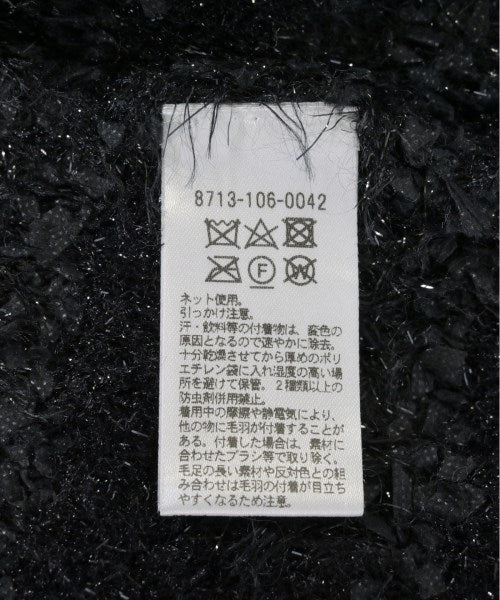 8713-106-0042
F W
ネット使用。
引っかけ注意。
汗・飲料等の付着物は、変色の
原因となるので速やかに除去。
十分乾燥させてから厚めのポリ
エチレン袋に入れ湿度の高い場
所を避けて保管。2種類以上の
防虫剤併用禁止。
着用中の摩擦や静電気により、
他の物に毛羽が付着することが
ある。付着した場合は、素材に
合わせたブラシ等で取り除く。
毛足の長い素材や反対色との組
み合わせは毛羽の付着が目立ち
やすくなるため注意。